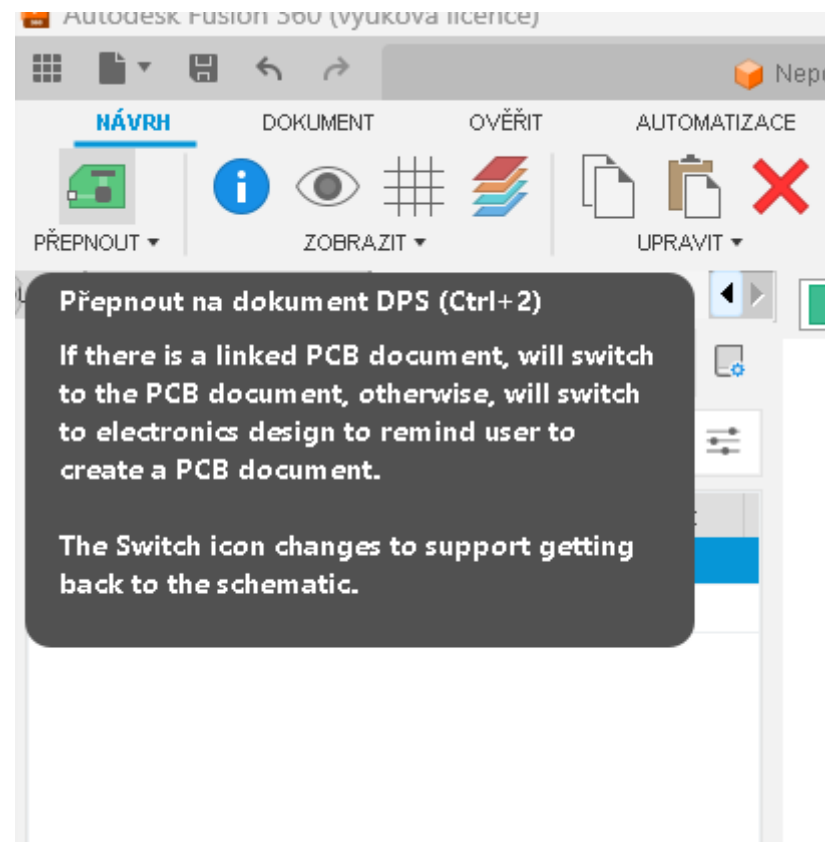 Autodesk Fusion 360 (výuková licence)
NÁVRH DOKUMENT OVĚŘIT AUTOMATIZACE
PŘEPNOUT ZOBRAZIT UPRAVIT
Přepnout na dokument DPS (Ctrl+2)
If there is a linked PCB document, will switch
to the PCB document, otherwise, will switch
to electronics design to remind user to
create a PCB document.
The Switch icon changes to support getting
back to the schematic.